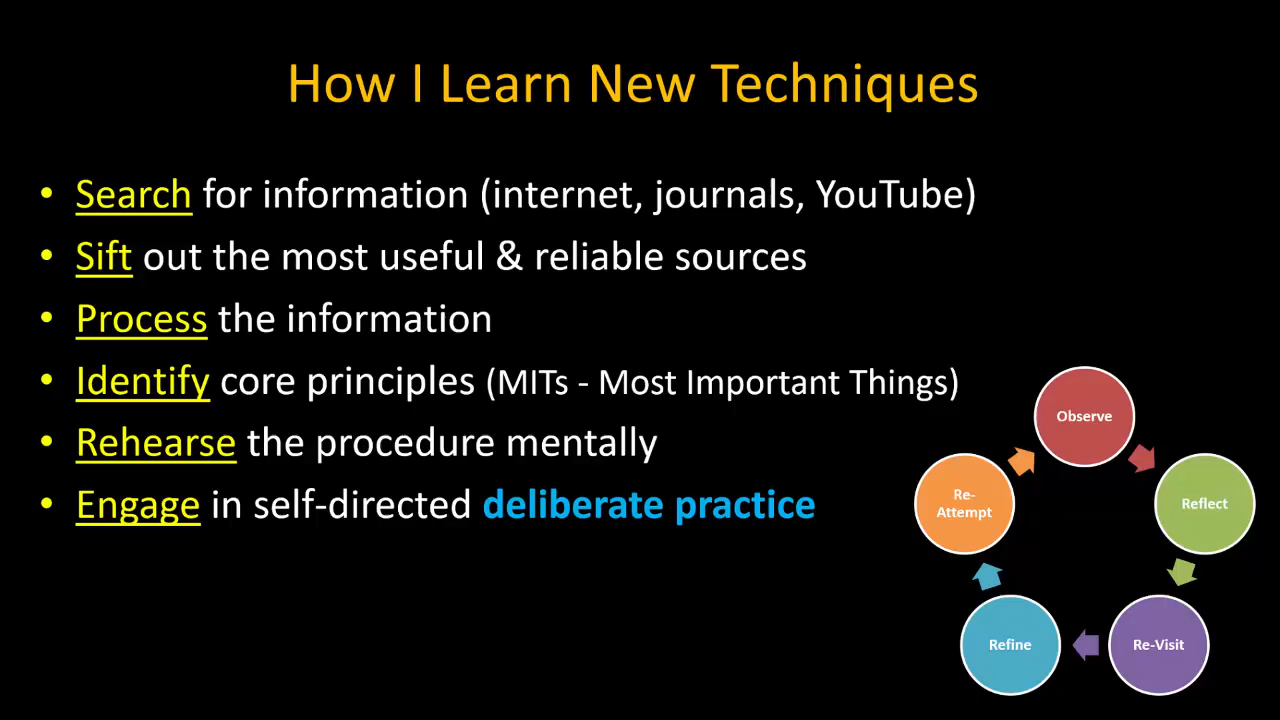 How I Learn New Techniques
• Search for information (internet, journals, YouTube)
• Sift out the most useful & reliable sources
• Process the information
• Identify core principles (MITs - Most Important Things)
• Rehearse the procedure mentally
• Engage in self-directed deliberate practice
Observe
Reflect
Re-Visit
Refine
Re-
Attempt